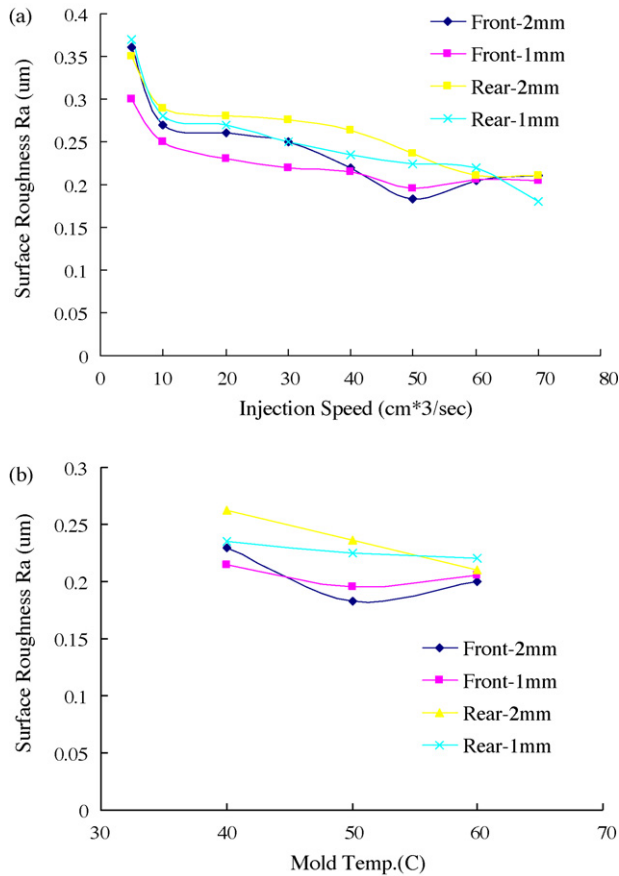 (a)
Surface Roughness Ra (um)
0.4
0.35
0.3
0.25
0.2
0.15
0.1
0.05
0
0 10 20 30 40 50 60 70 80
Injection Speed (cm*3/sec)
Front-2mm
Front-1mm
Rear-2mm
Rear-1mm
(b)
Surface Roughness Ra (um)
0.3
0.25
0.2
0.15
0.1
0.05
0
30 40 50 60 70
Mold Temp.(C)
Front-2mm
Front-1mm
Rear-2mm
Rear-1mm